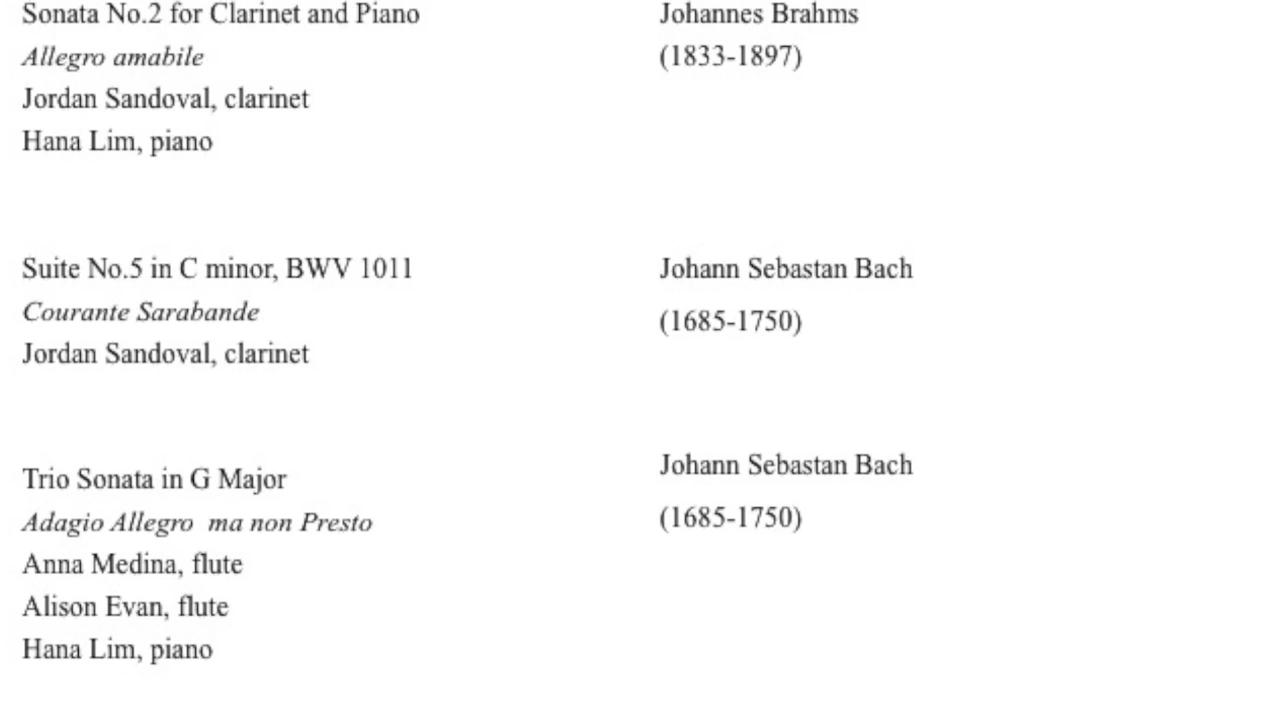 Sonata No.2 for Clarinet and Piano
Johannes Brahms
Allegro amabile
(1833-1897)
Jordan Sandoval, clarinet
Hana Lim, piano
Suite No.5 in C minor, BWV 1011
Johann Sebastan Bach
Courante Sarabande
(1685-1750)
Jordan Sandoval, clarinet
Trio Sonata in G Major
Johann Sebastan Bach
Adagio Allegro  ma non Presto
(1685-1750)
Anna Medina, flute
Alison Evan, flute
Hana Lim, piano